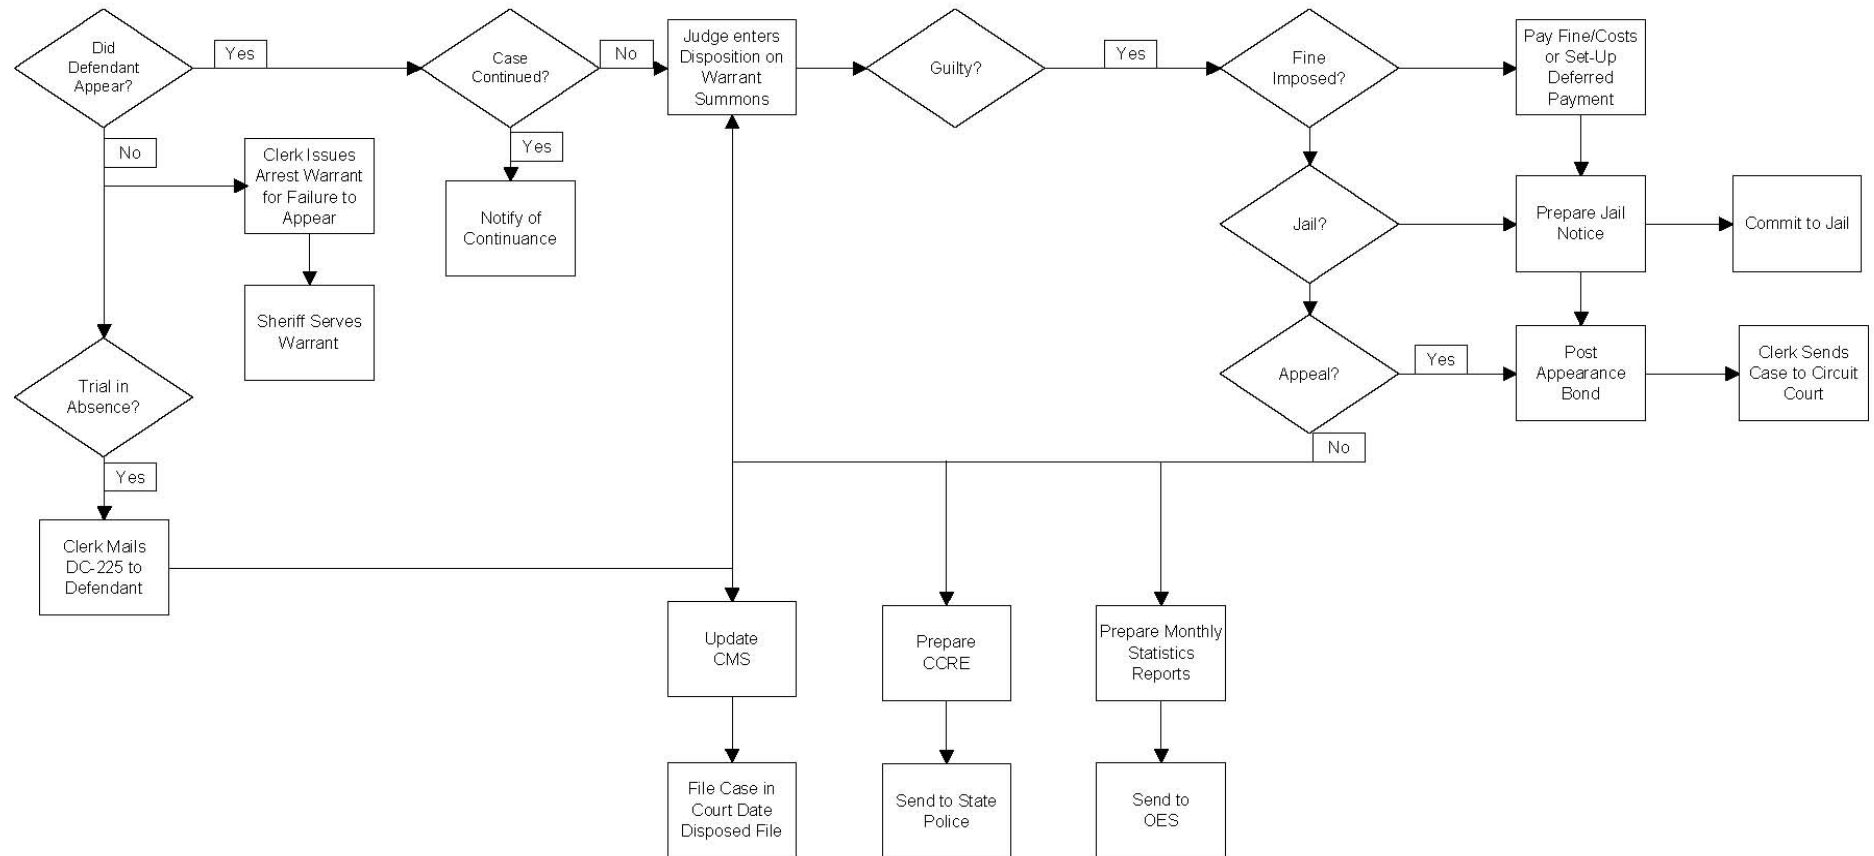 Did
Defendant
Appear?
Yes
Case
Continued?
No
Judge enters
Disposition on
Warrant
Summons
Guilty?
Yes
Fine
Imposed?
Pay Fine/Costs
or Set-Up
Deferred
Payment
No
Clerk Issues
Arrest Warrant
for Failure to
Appear
Yes
Notify of
Continuance
Jail?
Prepare Jail
Notice
Commit to Jail
Sheriff Serves
Warrant
Trial in
Absence?
Appeal?
Yes
Post
Appearance
Bond
Clerk Sends
Case to Circuit
Court
No
Yes
Clerk Mails
DC-225 to
Defendant
Update
CMS
Prepare
CCRE
Prepare Monthly
Statistics
Reports
File Case in
Court Date
Disposed File
Send to State
Police
Send to
OES